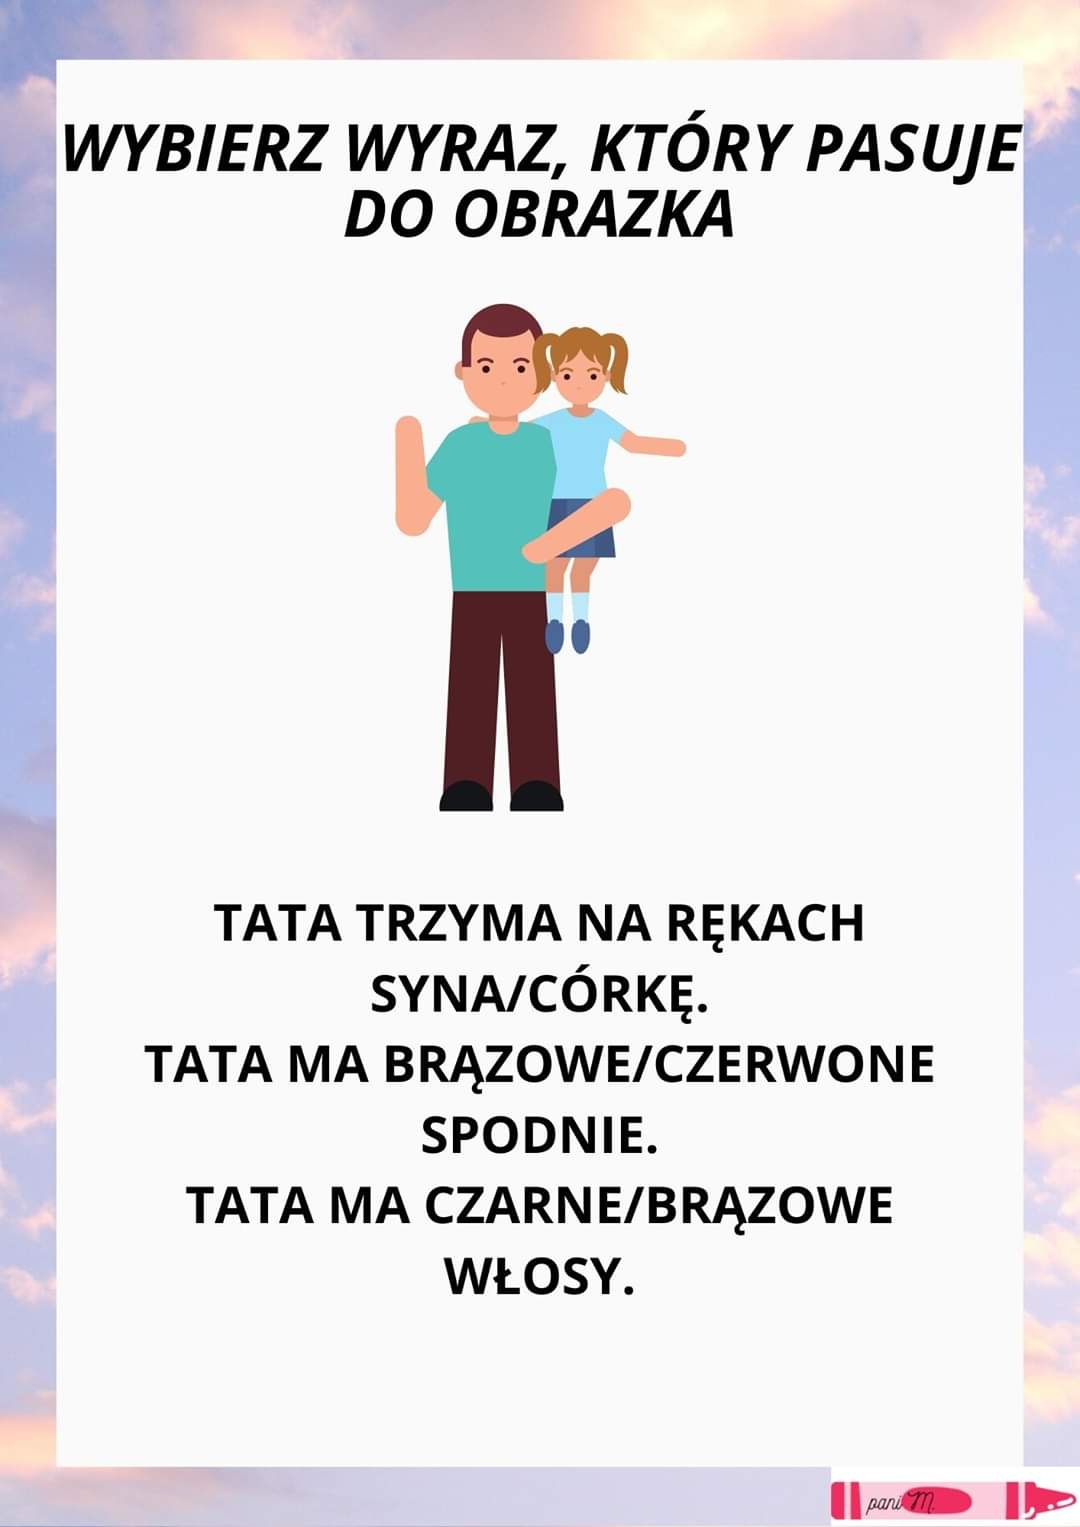 WYBIERZ WYRAZ, KTÓRY PASUJE
DO OBRAZKA
TATA TRZYMA NA RĘKACH
SYNA/CÓRKĘ.
TATA MA BRĄZOWE/CZERWONE
SPODNIE.
TATA MA CZARNE/BRĄZOWE
WŁOSY.
pani M.